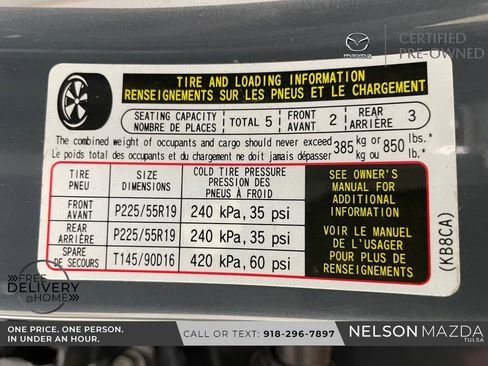 mazda
CERTIFIED
PRE-OWNED
TIRE AND LOADING INFORMATION
RENSEIGNEMENTS SUR LES PNEUS ET LE CHARGEMENT
SEATING CAPACITY
NOMBRE DE PLACES
TOTAL 5
FRONT
AVANT
2
REAR
ARRIÈRE
3
The combined weight of occupants and cargo should never exceed 385 kg or 850 lbs.*
Le poids total des occupants et du chargement ne doit jamais dépasser kg ou lb.*
TIRE
PNEU
SIZE
DIMENSIONS
COLD TIRE PRESSURE
PRESSION DES
PNEUS À FROID
FRONT
AVANT
P225/55R19
240 kPa, 35 psi
REAR
ARRIÈRE
P225/55R19
240 kPa, 35 psi
SPARE
DE SECOURS
T145/90D16
420 kPa, 60 psi
SEE OWNER'S
MANUAL FOR
ADDITIONAL
INFORMATION
VOIR LE MANUEL
DE L'USAGER
POUR PLUS DE
RENSEIGNEMENTS
(KB8CA)
FREE
DELIVERY
@HOME
ONE PRICE. ONE PERSON.
IN UNDER AN HOUR.
CALL OR TEXT: 918-296-7897
NELSON MAZDA
TULSA